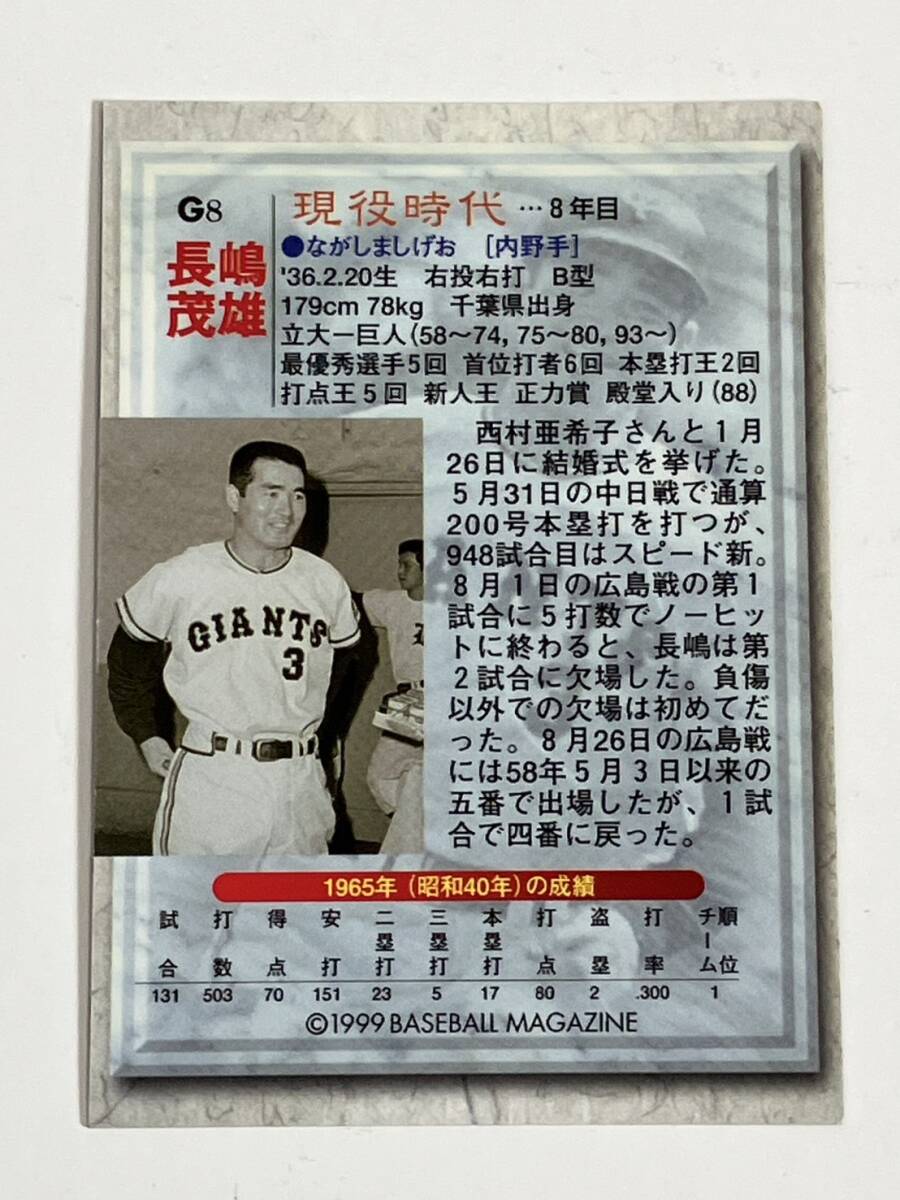 G8
長嶋
茂雄
現役時代…8年目
●ながしましげお [内野手]
'36.2.20生 右投右打 B型
179cm 78kg 千葉県出身
立大ー巨人(58〜74, 75〜80, 93〜)
最優秀選手5回 首位打者6回 本塁打王2回
打点王5回 新人王 正力賞 殿堂入り(88)
西村亜希子さんと1月
26日に結婚式を挙げた。
5月31日の中日戦で通算
200号本塁打を打つが、
948試合目はスピード新。
8月1日の広島戦の第1
試合に5打数でノーヒッ
トに終わると、長嶋は第
2試合に欠場した。負傷
以外での欠場は初めてだ
った。8月26日の広島戦
には58年5月3日以来の
五番で出場したが、1試
合で四番に戻った。
GIANTS
3
1965年(昭和40年)の成績
試合 打数 得点 安打 二塁打 三塁打 本塁打 打点 盗塁 打率 チーム順位
131 503 70 151 23 5 17 80 2 .300 1
©1999 BASEBALL MAGAZINE